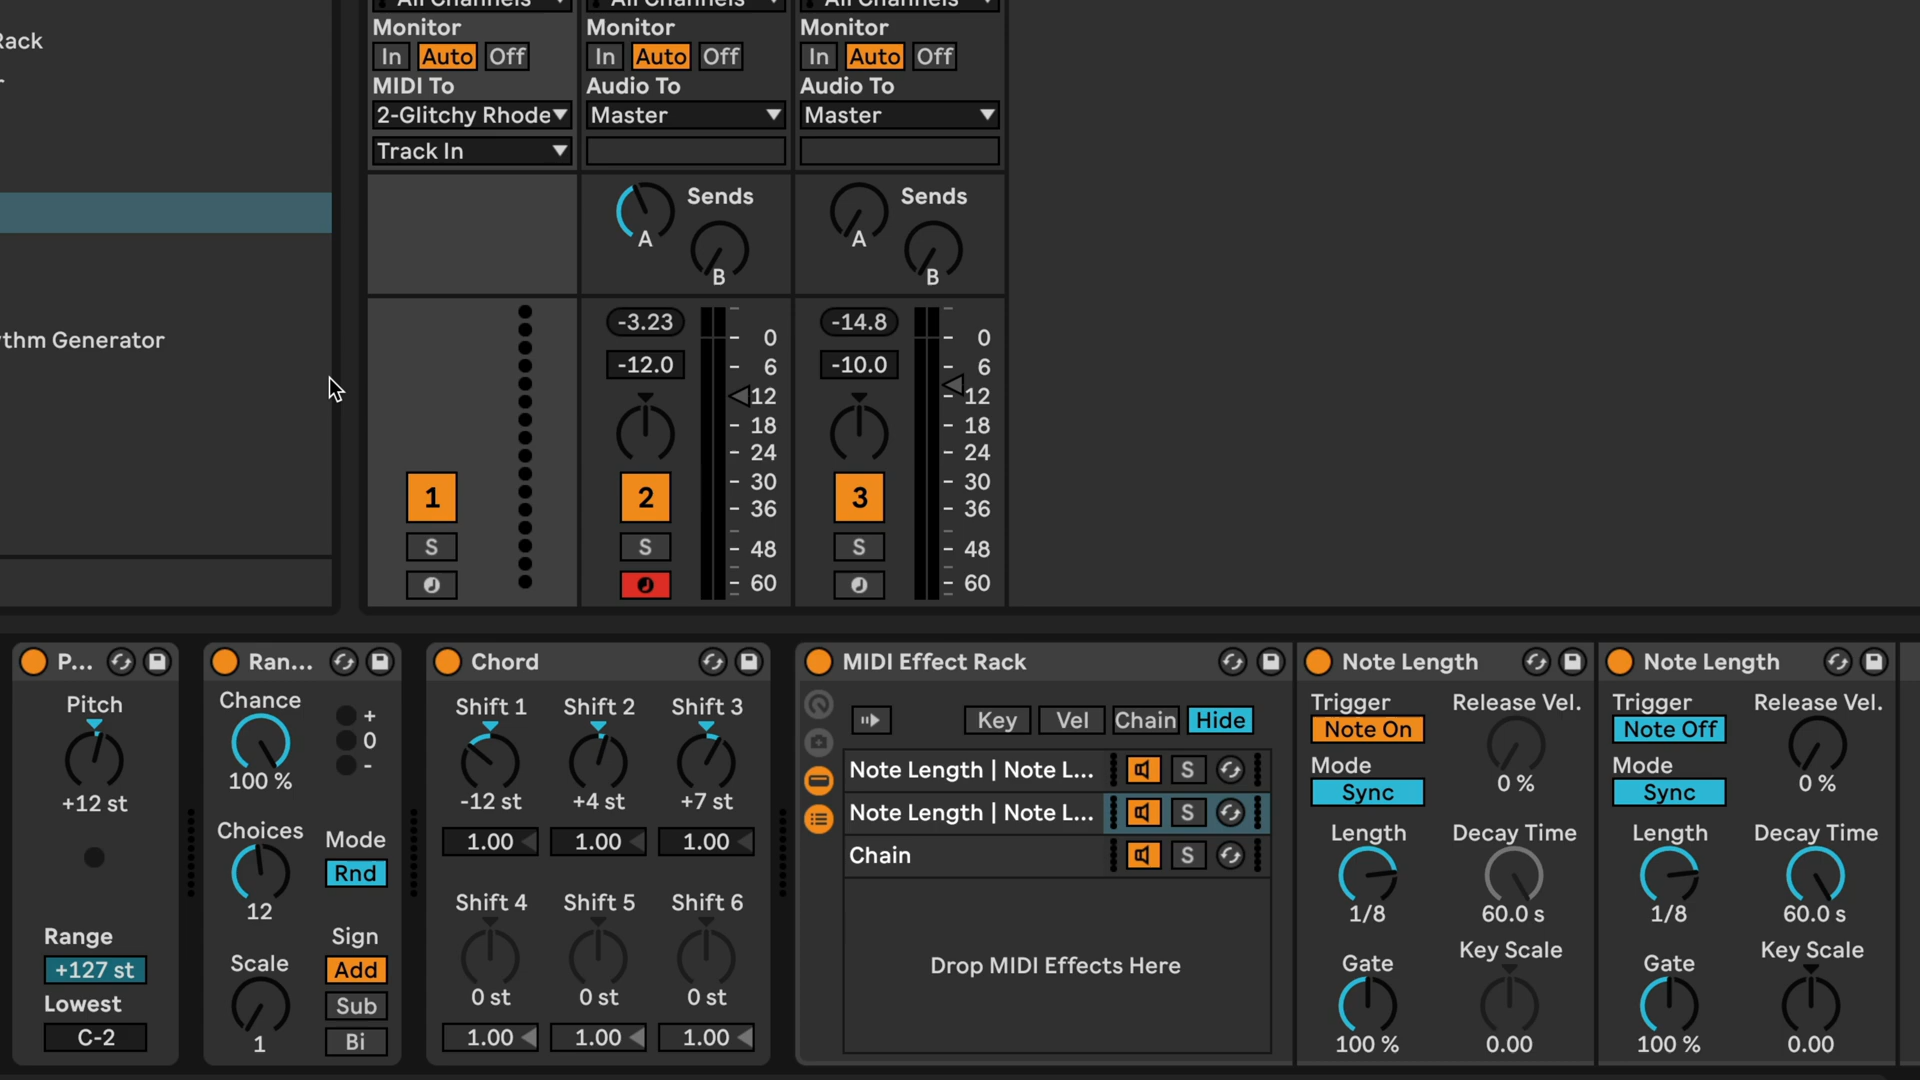 All Channels All Channels All Channels
Rack
Monitor Monitor Monitor
In Auto Off In Auto Off In Auto Off
MIDI To Audio To Audio To
2-Glitchy Rhode Master Master
Track In
Sends Sends
A A
B B
-3.23 -14.8
0 0
-12.0 -10.0
6 6
thm Generator
12 12
18 18
24 24
30 30
1 2 3
36 36
S S S
48 48
60 60
P... Ran... Chord MIDI Effect Rack Note Length Note Length
Pitch
+12 st
Range
+127 st
Lowest
C-2
Chance
+
0
-
100 %
Choices
Mode
Rnd
12
Sign
Scale
Add
Sub
Bi
1
Shift 1 Shift 2 Shift 3
-12 st +4 st +7 st
1.00 1.00 1.00
Shift 4 Shift 5 Shift 6
0 st 0 st 0 st
1.00 1.00 1.00
Key Vel Chain Hide
Note Length | Note L... S
Note Length | Note L... S
Chain S
Drop MIDI Effects Here
Trigger Release Vel.
Note On
Mode 0 %
Sync
Length Decay Time
1/8 60.0 s
Gate Key Scale
100 % 0.00
Trigger Release Vel.
Note Off
Mode 0 %
Sync
Length Decay Time
1/8 60.0 s
Gate Key Scale
100 % 0.00